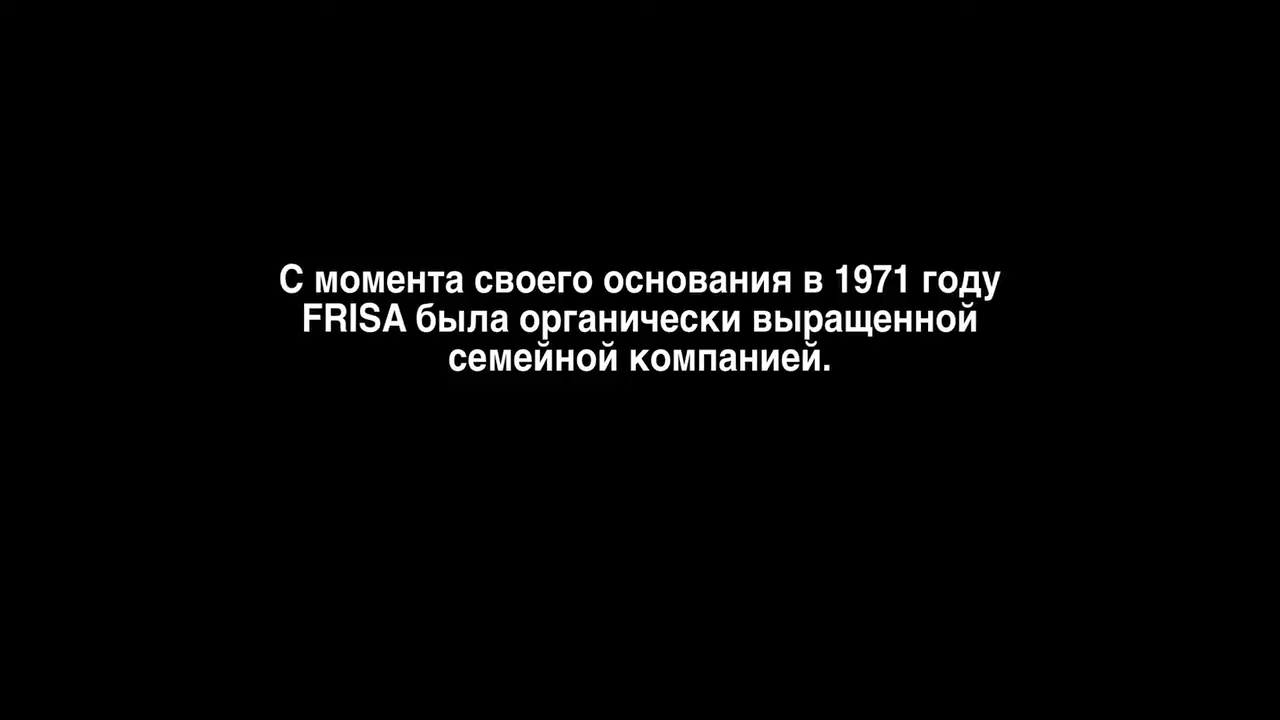 С момента своего основания в 1971 году
FRISA была органически выращенной
семейной компанией.